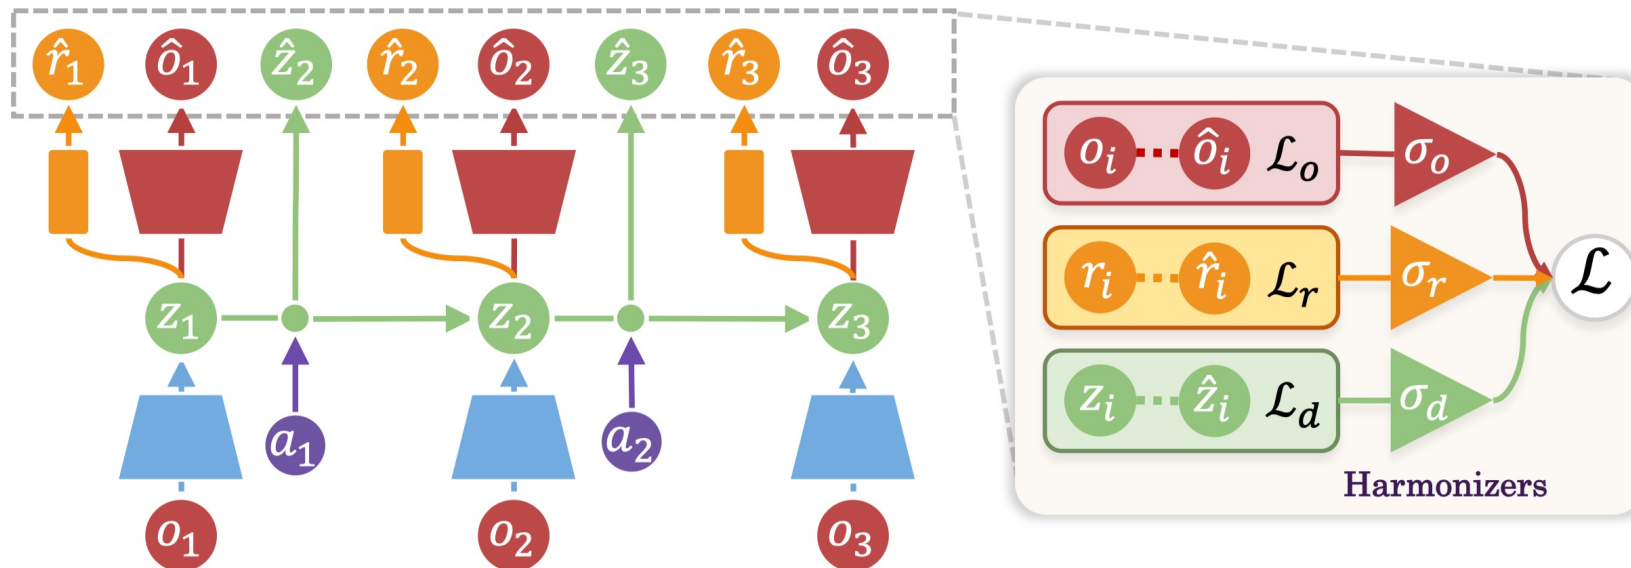 r̂₁ ô₁ ẑ₂ r̂₂ ô₂ ẑ₃ r̂₃ ô₃
z₁ z₂ z₃
a₁ a₂
o₁ o₂ o₃
oᵢ ôᵢ ℒₒ σₒ
rᵢ r̂ᵢ ℒᵣ σᵣ
ℒ
zᵢ ẑᵢ ℒ_d σ_d
Harmonizers